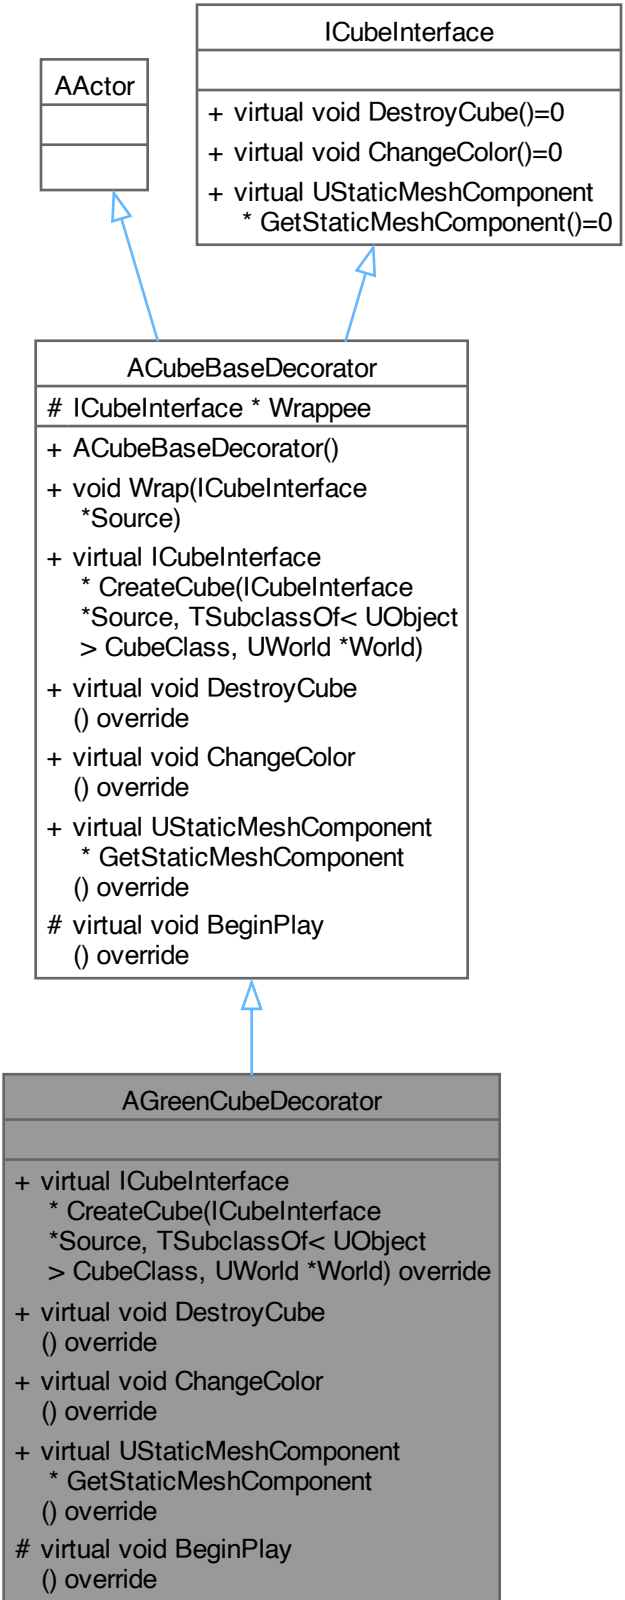 ICubeInterface
+ virtual void DestroyCube()=0
+ virtual void ChangeColor()=0
+ virtual UStaticMeshComponent
* GetStaticMeshComponent()=0
AActor
ACubeBaseDecorator
# ICubeInterface * Wrappee
+ ACubeBaseDecorator()
+ void Wrap(ICubeInterface
*Source)
+ virtual ICubeInterface
* CreateCube(ICubeInterface
*Source, TSubclassOf< UObject
> CubeClass, UWorld *World)
+ virtual void DestroyCube
() override
+ virtual void ChangeColor
() override
+ virtual UStaticMeshComponent
* GetStaticMeshComponent
() override
# virtual void BeginPlay
() override
AGreenCubeDecorator
+ virtual ICubeInterface
* CreateCube(ICubeInterface
*Source, TSubclassOf< UObject
> CubeClass, UWorld *World) override
+ virtual void DestroyCube
() override
+ virtual void ChangeColor
() override
+ virtual UStaticMeshComponent
* GetStaticMeshComponent
() override
# virtual void BeginPlay
() override